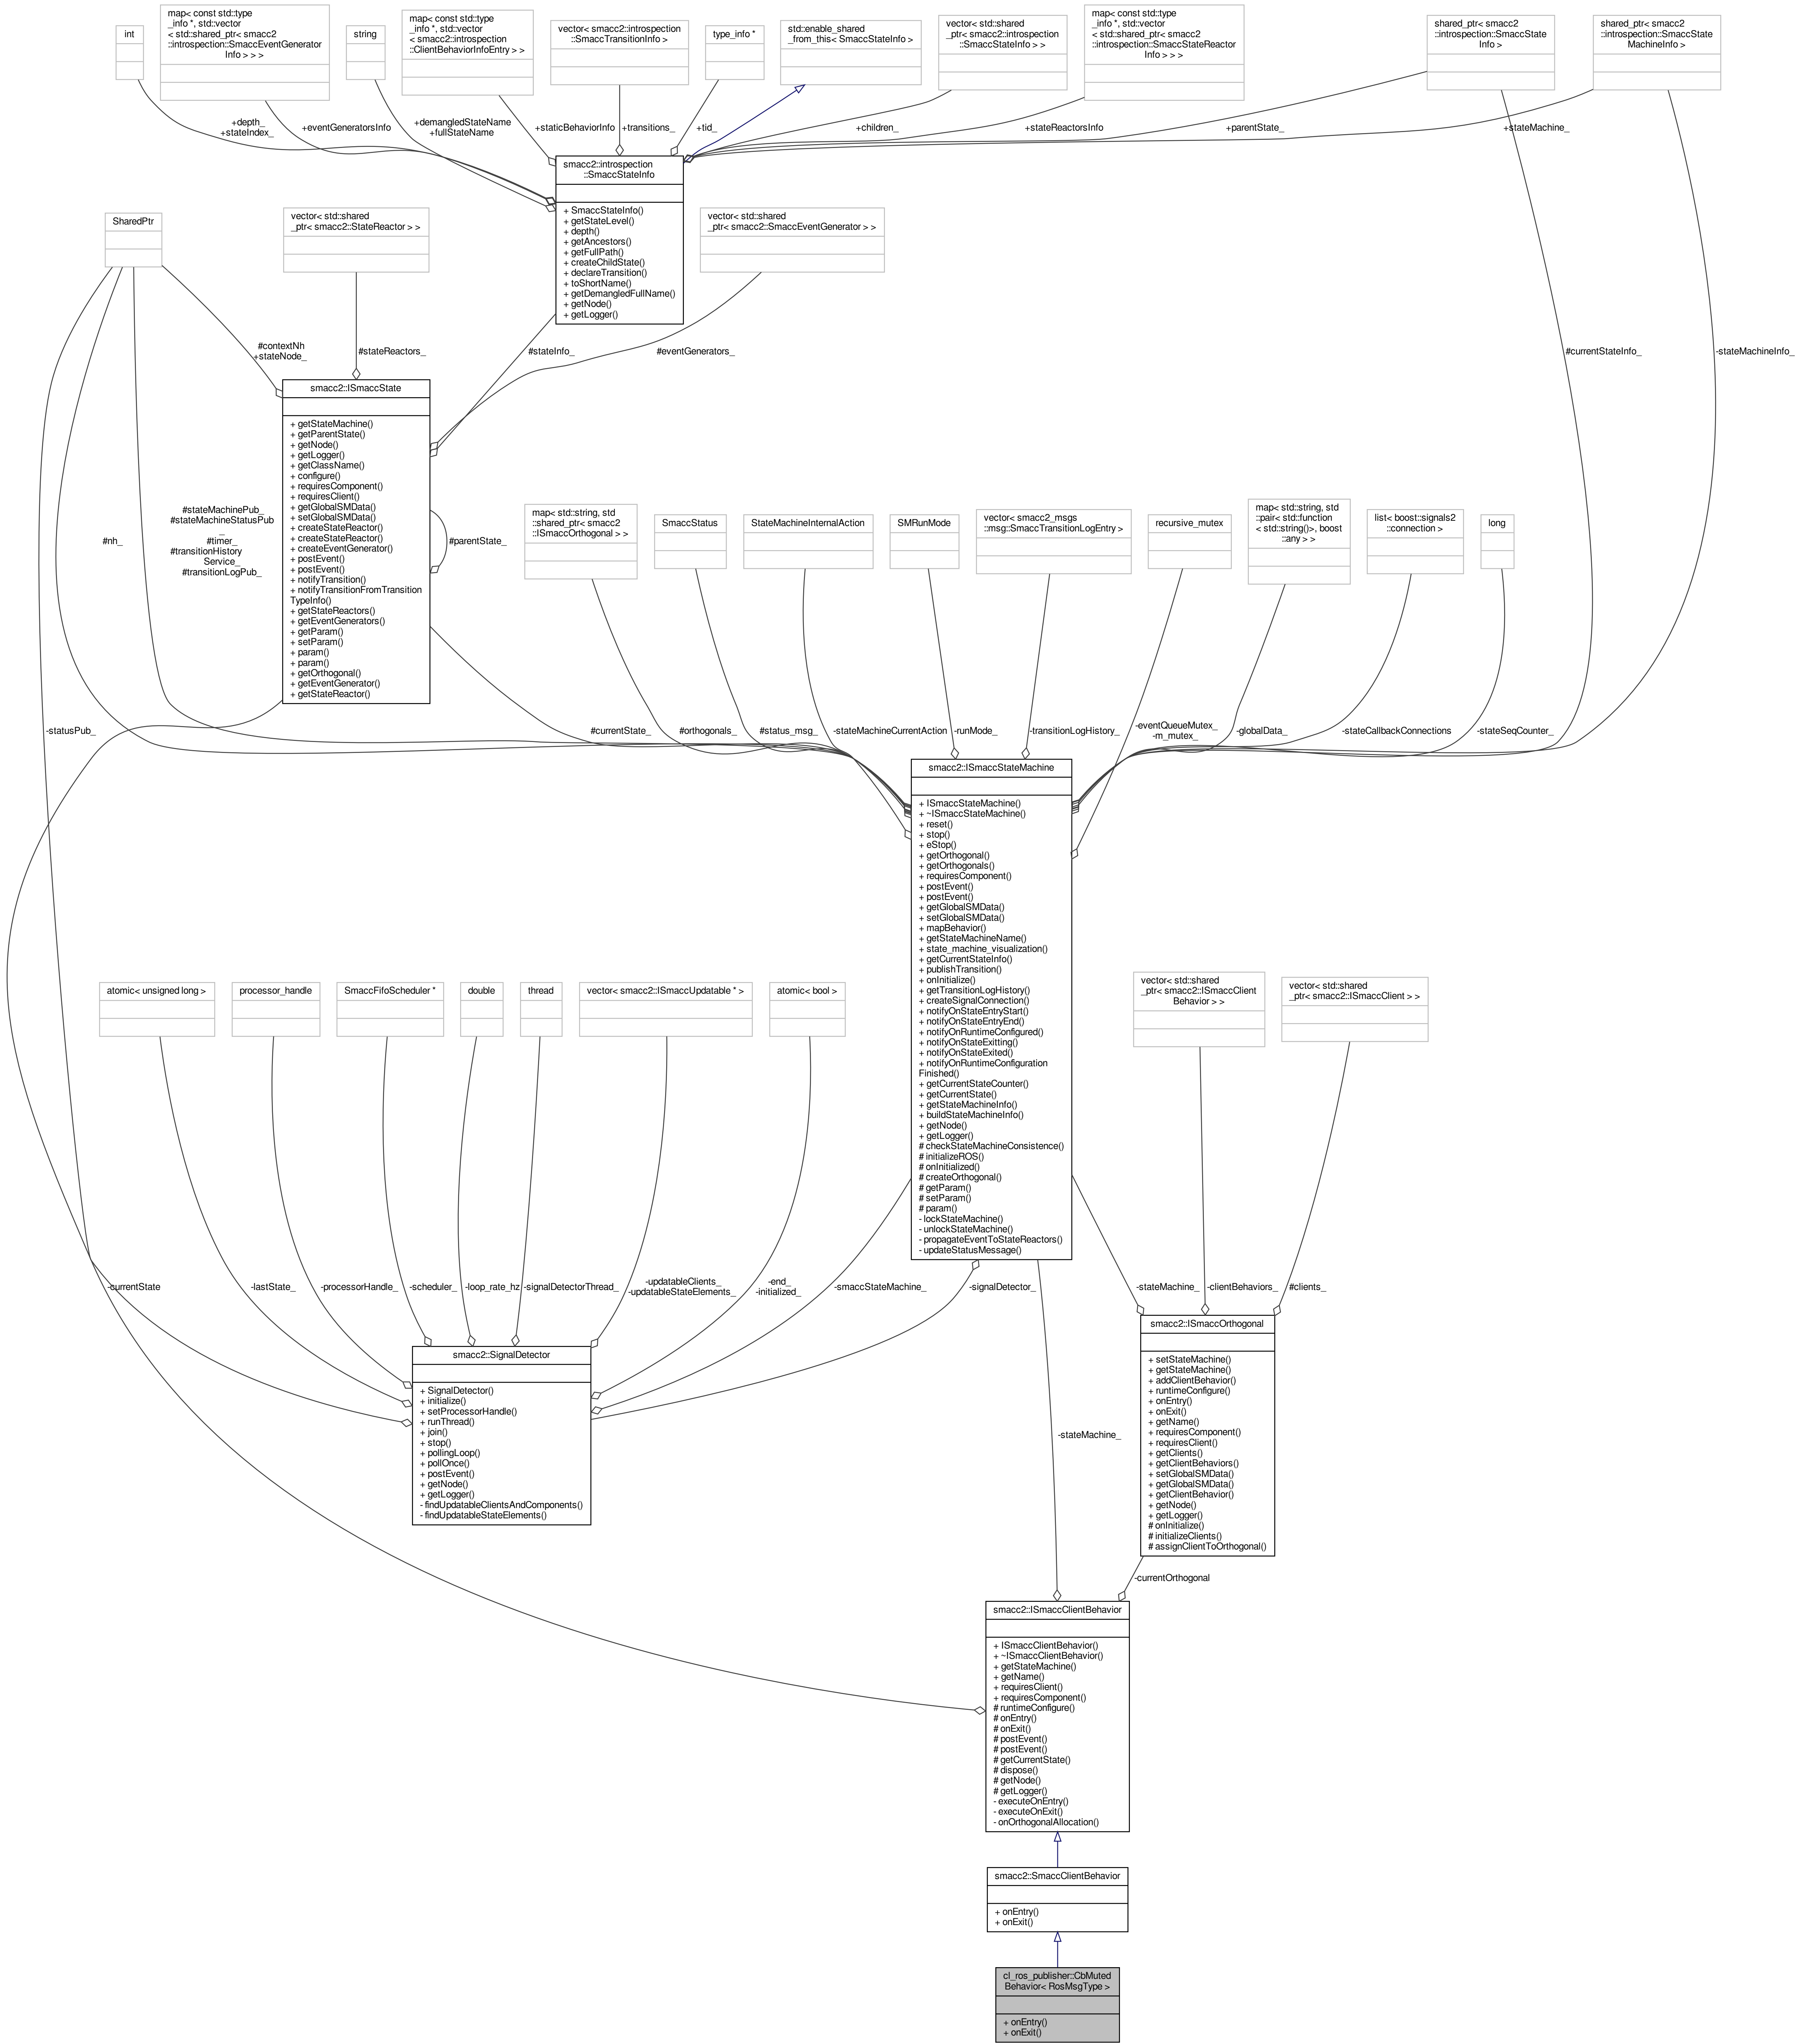 int
map< const std::type
_info *, std::vector
< std::shared_ptr< smacc2
::introspection::SmaccEventGenerator
Info > > >
string
map< const std::type
_info *, std::vector
< smacc2::introspection
::ClientBehaviorInfoEntry > >
vector< smacc2::introspection
::SmaccTransitionInfo >
type_info *
std::enable_shared
_from_this< SmaccStateInfo >
vector< std::shared
_ptr< smacc2::introspection
::SmaccStateInfo > >
map< const std::type
_info *, std::vector
< std::shared_ptr< smacc2
::introspection::SmaccStateReactor
Info > > >
shared_ptr< smacc2
::introspection::SmaccState
Info >
shared_ptr< smacc2
::introspection::SmaccState
MachineInfo >
+depth_
+stateIndex_
+eventGeneratorsInfo
+demangledStateName
+fullStateName
+staticBehaviorInfo
+transitions_
+tid_
+children_
+stateReactorsInfo
+parentState_
+stateMachine_
smacc2::introspection
::SmaccStateInfo
+ SmaccStateInfo()
+ getStateLevel()
+ depth()
+ getAncestors()
+ getFullPath()
+ createChildState()
+ declareTransition()
+ toShortName()
+ getDemangledFullName()
+ getNode()
+ getLogger()
SharedPtr
vector< std::shared
_ptr< smacc2::StateReactor > >
vector< std::shared
_ptr< smacc2::SmaccEventGenerator > >
#contextNh
+stateNode_
#stateReactors_
#stateInfo_
#eventGenerators_
#currentStateInfo_
-stateMachineInfo_
smacc2::ISmaccState
+ getStateMachine()
+ getParentState()
+ getNode()
+ getLogger()
+ getClassName()
+ configure()
+ requiresComponent()
+ requiresClient()
+ getGlobalSMData()
+ setGlobalSMData()
+ createStateReactor()
+ createStateReactor()
+ createEventGenerator()
+ postEvent()
+ postEvent()
+ notifyTransition()
+ notifyTransitionFromTransition
TypeInfo()
+ getStateReactors()
+ getEventGenerators()
+ getParam()
+ setParam()
+ param()
+ param()
+ getOrthogonal()
+ getEventGenerator()
+ getStateReactor()
#parentState_
#nh_
#stateMachinePub_
#stateMachineStatusPub
_
#timer_
#transitionHistory
Service_
#transitionLogPub_
map< std::string, std
::shared_ptr< smacc2
::ISmaccOrthogonal > >
SmaccStatus
StateMachineInternalAction
SMRunMode
vector< smacc2_msgs
::msg::SmaccTransitionLogEntry >
recursive_mutex
map< std::string, std
::pair< std::function
< std::string()>, boost
::any > >
list< boost::signals2
::connection >
long
-statusPub_
#currentState_
#orthogonals_
#status_msg_
-stateMachineCurrentAction
-runMode_
-transitionLogHistory_
-eventQueueMutex_
-m_mutex_
-globalData_
-stateCallbackConnections
-stateSeqCounter_
smacc2::ISmaccStateMachine
+ ISmaccStateMachine()
+ ~ISmaccStateMachine()
+ reset()
+ stop()
+ eStop()
+ getOrthogonal()
+ getOrthogonals()
+ requiresComponent()
+ postEvent()
+ postEvent()
+ getGlobalSMData()
+ setGlobalSMData()
+ mapBehavior()
+ getStateMachineName()
+ state_machine_visualization()
+ getCurrentStateInfo()
+ publishTransition()
+ onInitialize()
+ getTransitionLogHistory()
+ createSignalConnection()
+ notifyOnStateEntryStart()
+ notifyOnStateEntryEnd()
+ notifyOnRuntimeConfigured()
+ notifyOnStateExitting()
+ notifyOnStateExited()
+ notifyOnRuntimeConfiguration
Finished()
+ getCurrentStateCounter()
+ getCurrentState()
+ getStateMachineInfo()
+ buildStateMachineInfo()
+ getNode()
+ getLogger()
# checkStateMachineConsistence()
# initializeROS()
# onInitialized()
# createOrthogonal()
# getParam()
# setParam()
# param()
- lockStateMachine()
- unlockStateMachine()
- propagateEventToStateReactors()
- updateStatusMessage()
atomic< unsigned long >
processor_handle
SmaccFifoScheduler *
double
thread
vector< smacc2::ISmaccUpdatable * >
atomic< bool >
vector< std::shared
_ptr< smacc2::ISmaccClient
Behavior > >
vector< std::shared
_ptr< smacc2::ISmaccClient > >
-currentState
-lastState_
-processorHandle_
-scheduler_
-loop_rate_hz
-signalDetectorThread_
-updatableClients_
-updatableStateElements_
-end_
-initialized_
-smaccStateMachine_
-signalDetector_
-stateMachine_
-clientBehaviors_
#clients_
smacc2::SignalDetector
+ SignalDetector()
+ initialize()
+ setProcessorHandle()
+ runThread()
+ join()
+ stop()
+ pollingLoop()
+ pollOnce()
+ postEvent()
+ getNode()
+ getLogger()
- findUpdatableClientsAndComponents()
- findUpdatableStateElements()
smacc2::ISmaccOrthogonal
+ setStateMachine()
+ getStateMachine()
+ addClientBehavior()
+ runtimeConfigure()
+ onEntry()
+ onExit()
+ getName()
+ requiresComponent()
+ requiresClient()
+ getClients()
+ getClientBehaviors()
+ setGlobalSMData()
+ getGlobalSMData()
+ getClientBehavior()
+ getNode()
+ getLogger()
# onInitialize()
# initializeClients()
# assignClientToOrthogonal()
-stateMachine_
-currentOrthogonal
smacc2::ISmaccClientBehavior
+ ISmaccClientBehavior()
+ ~ISmaccClientBehavior()
+ getStateMachine()
+ getName()
+ requiresClient()
+ requiresComponent()
# runtimeConfigure()
# onEntry()
# onExit()
# postEvent()
# postEvent()
# getCurrentState()
# dispose()
# getNode()
# getLogger()
- executeOnEntry()
- executeOnExit()
- onOrthogonalAllocation()
smacc2::SmaccClientBehavior
+ onEntry()
+ onExit()
cl_ros_publisher::CbMuted
Behavior< RosMsgType >
+ onEntry()
+ onExit()